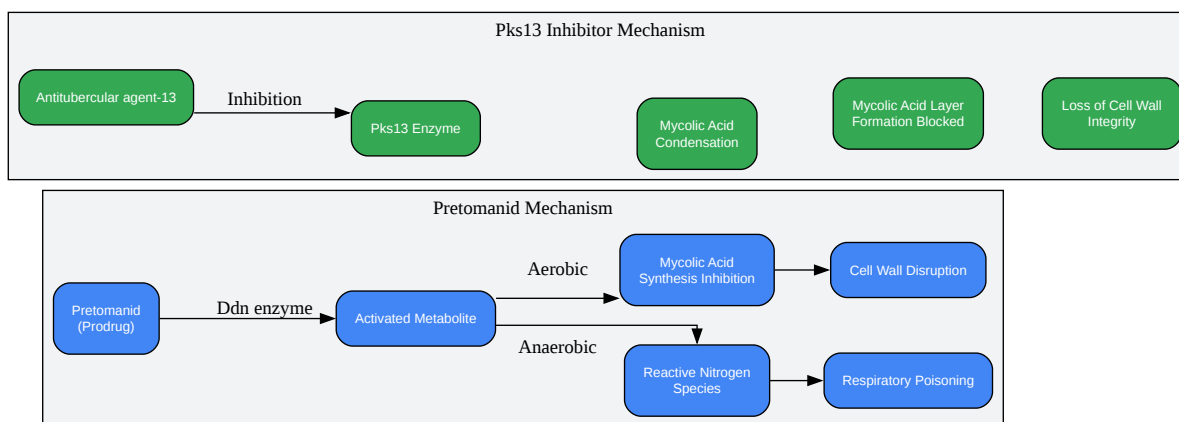 Pks13 Inhibitor Mechanism
Antitubercular agent-13
Inhibition
Pks13 Enzyme
Mycolic Acid
Condensation
Mycolic Acid Layer
Formation Blocked
Loss of Cell Wall
Integrity
Pretomanid Mechanism
Pretomanid
(Prodrug)
Ddn enzyme
Activated Metabolite
Aerobic
Mycolic Acid
Synthesis Inhibition
Cell Wall Disruption
Anaerobic
Reactive Nitrogen
Species
Respiratory Poisoning